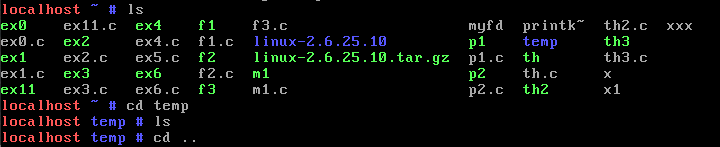 localhost ~ # ls
ex0 ex11.c ex4 f1 f3.c myfd printk~ th2.c xxx
ex0.c ex2 ex4.c f1.c linux-2.6.25.10 p1 temp th3
ex1 ex2.c ex5.c f2 linux-2.6.25.10.tar.gz p1.c th th3.c
ex1.c ex3 ex6 f2.c m1 p2 th.c x
ex11 ex3.c ex6.c f3 m1.c p2.c th2 x1
localhost ~ # cd temp
localhost temp # ls
localhost temp # cd ..